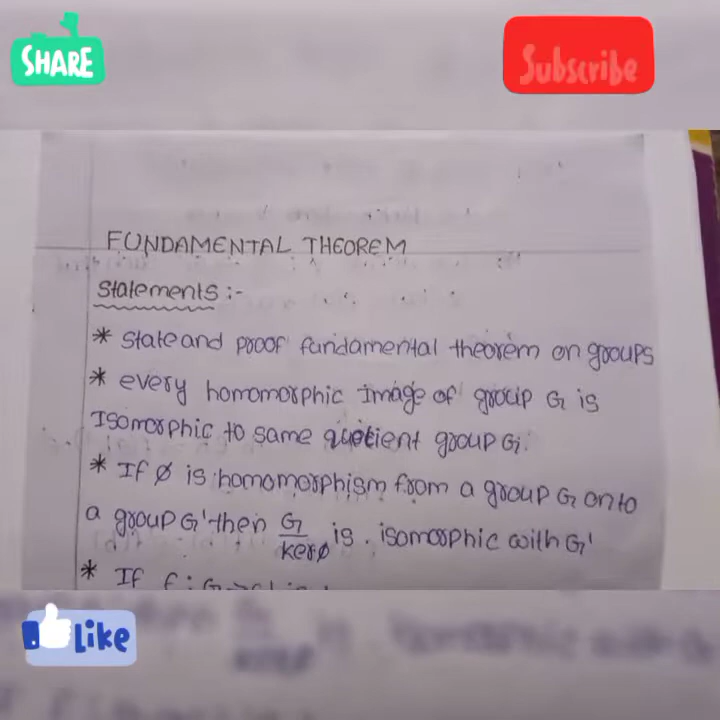 SHARE
Subscribe
FUNDAMENTAL THEOREM
Statements :-
* State and proof fundamental theorem on groups
* every homomorphic Image of group G is
Isomorphic to same quotient group G.
* If ø is homomorphism from a group G onto
a group G' then G/kerø is . isomorphic with G'
* If f : G→
Like